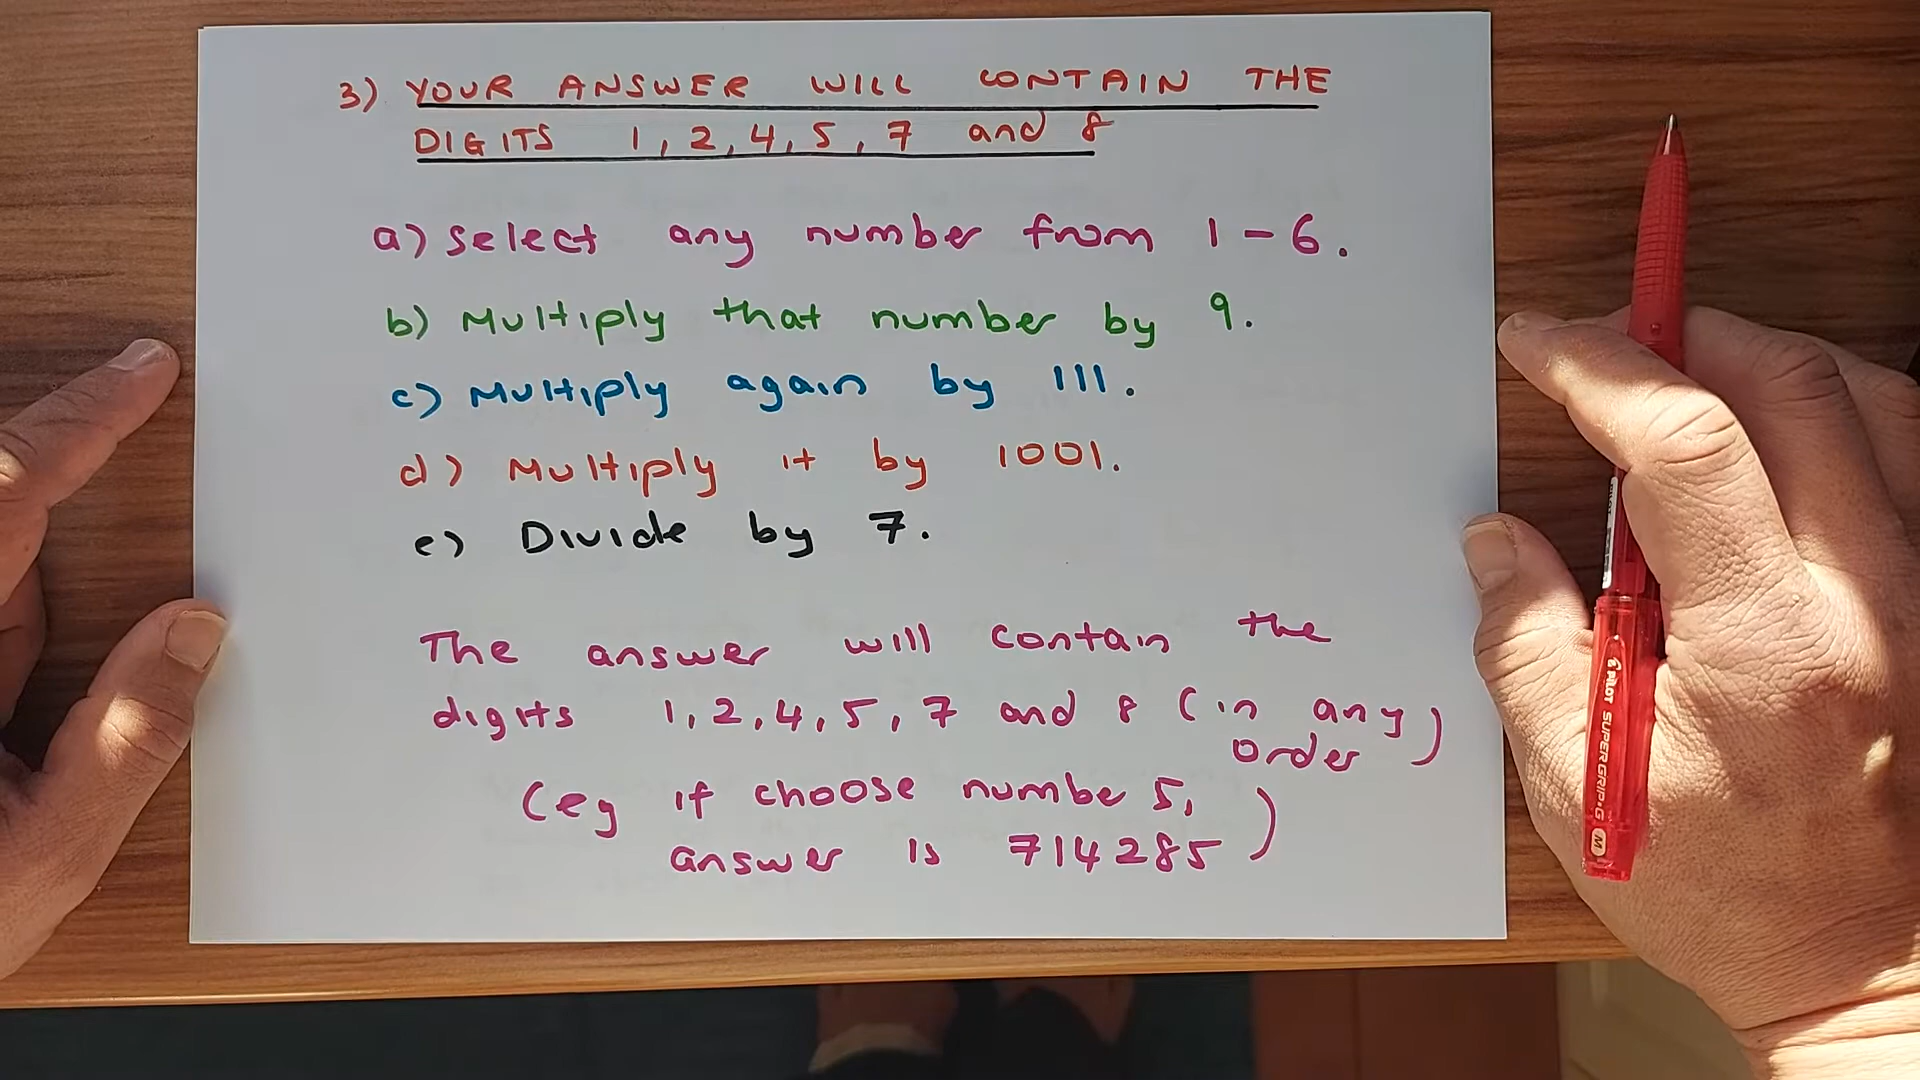 3) YOUR ANSWER WILL CONTAIN THE
DIGITS 1, 2, 4, 5, 7 and 8
a) Select any number from 1 - 6.
b) Multiply that number by 9.
c) Multiply again by 111.
d) Multiply it by 1001.
e) Divide by 7.
The answer will contain the
digits 1, 2, 4, 5, 7 and 8 (in any
order)
(eg if choose number 5,
answer is 714285)
PILOT SUPER GRIP·G M